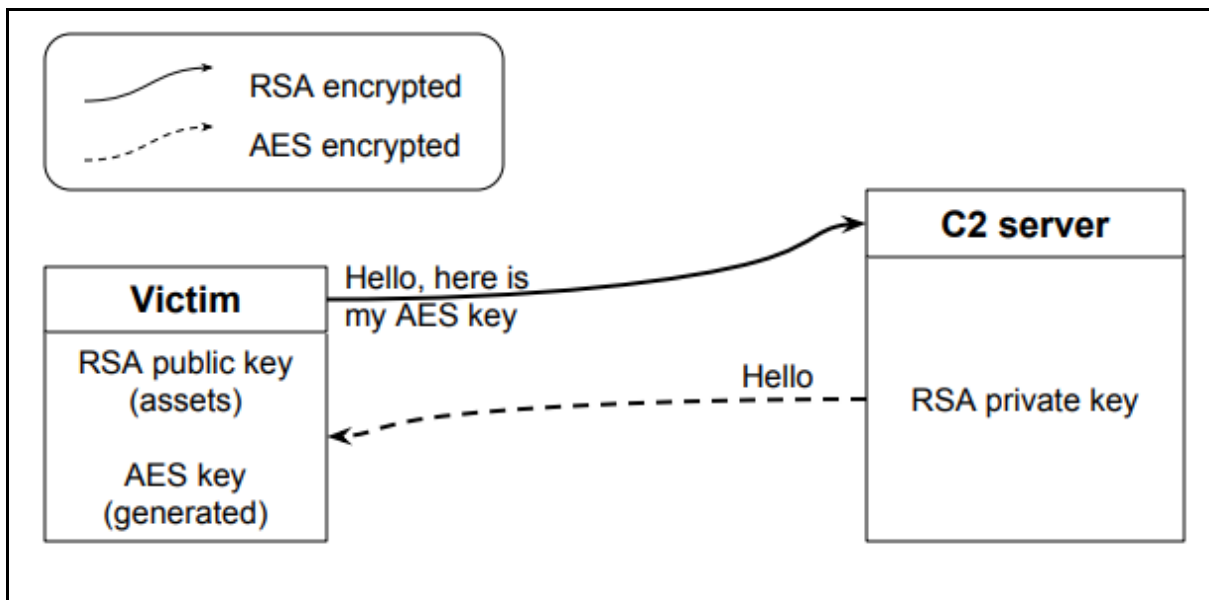 RSA encrypted
AES encrypted
C2 server
Victim
Hello, here is
my AES key
RSA public key
(assets)
Hello
RSA private key
AES key
(generated)